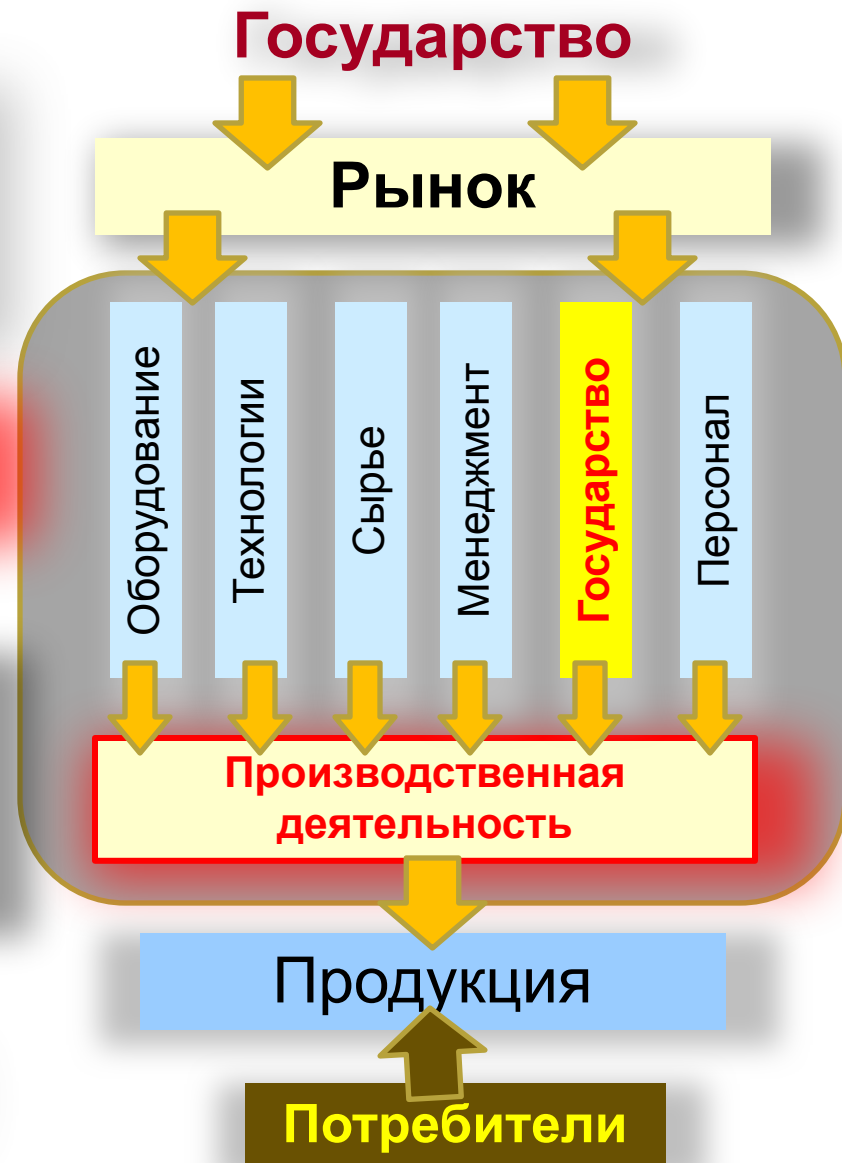 Государство
Рынок
Оборудование
Технологии
Сырье
Менеджмент
Государство
Персонал
Производственная
деятельность
Продукция
Потребители